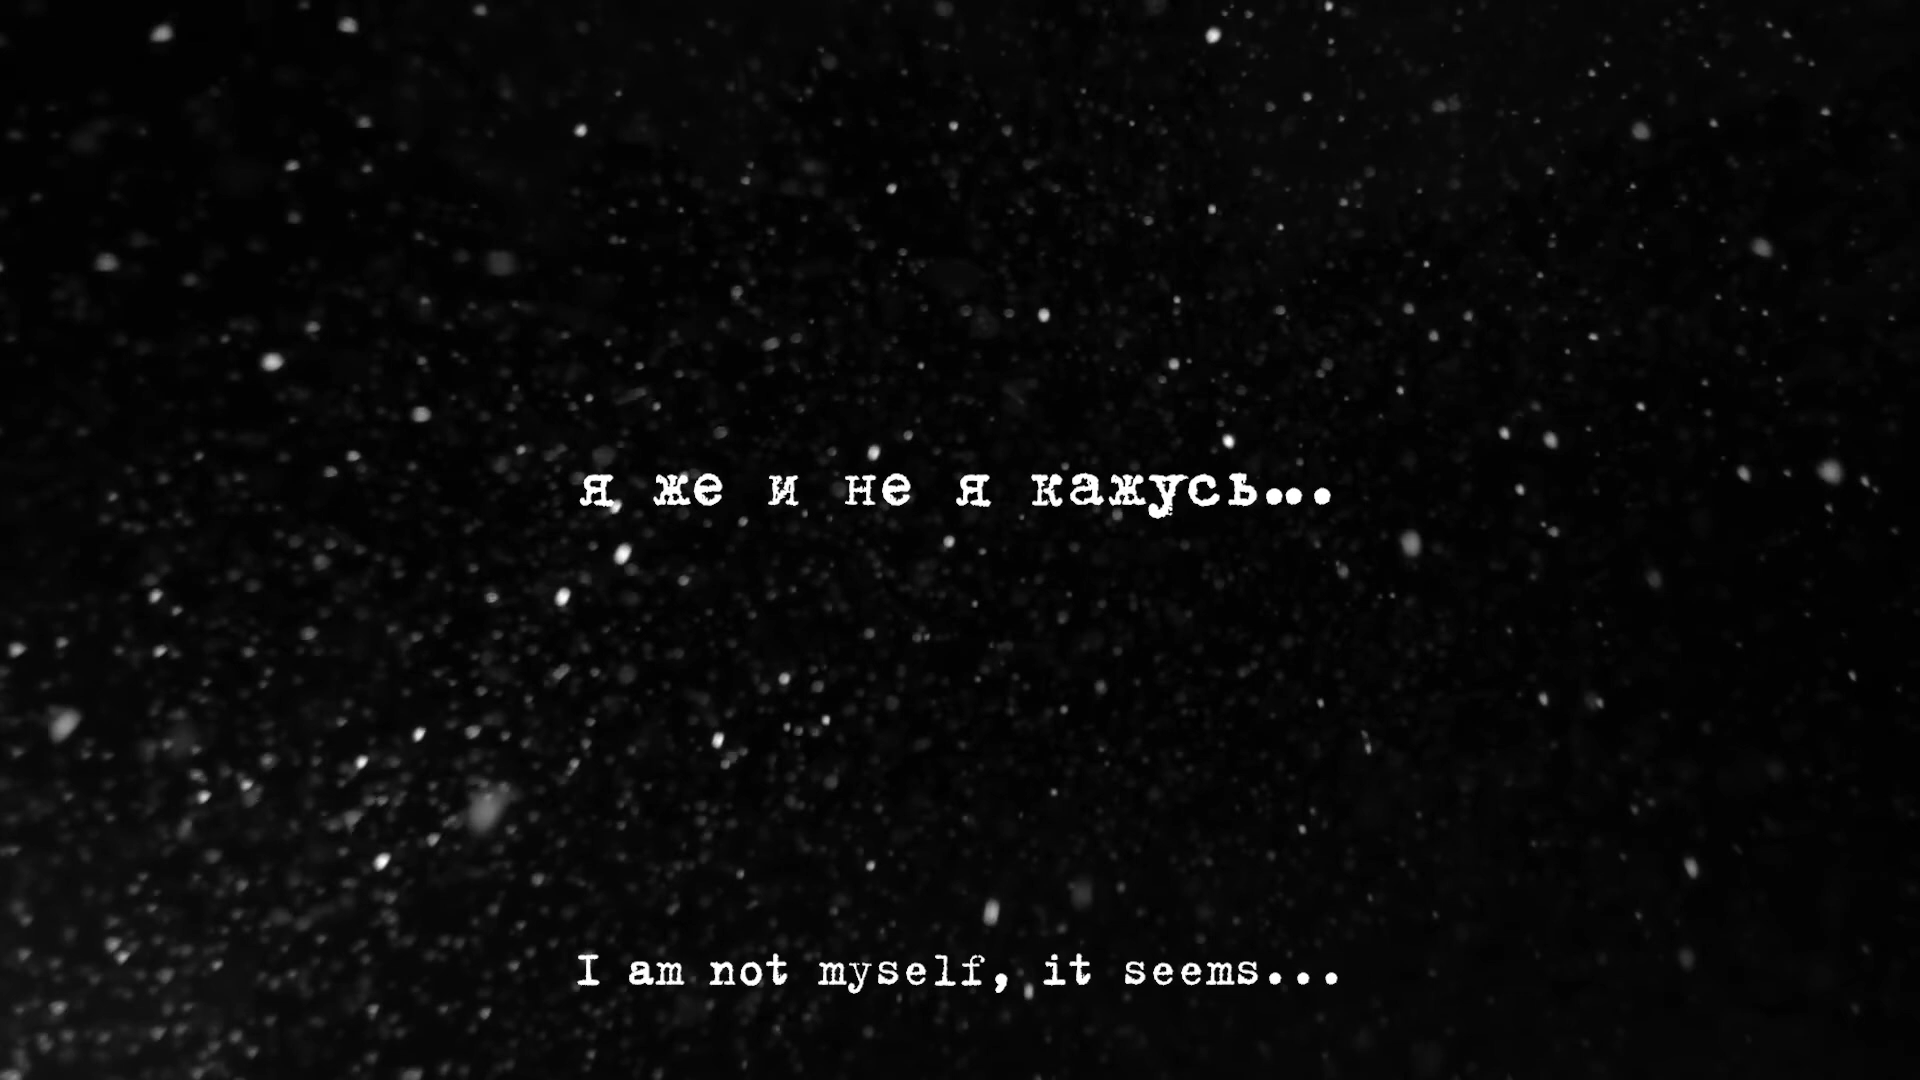 я же и не я кажусь...
I am not myself, it seems...